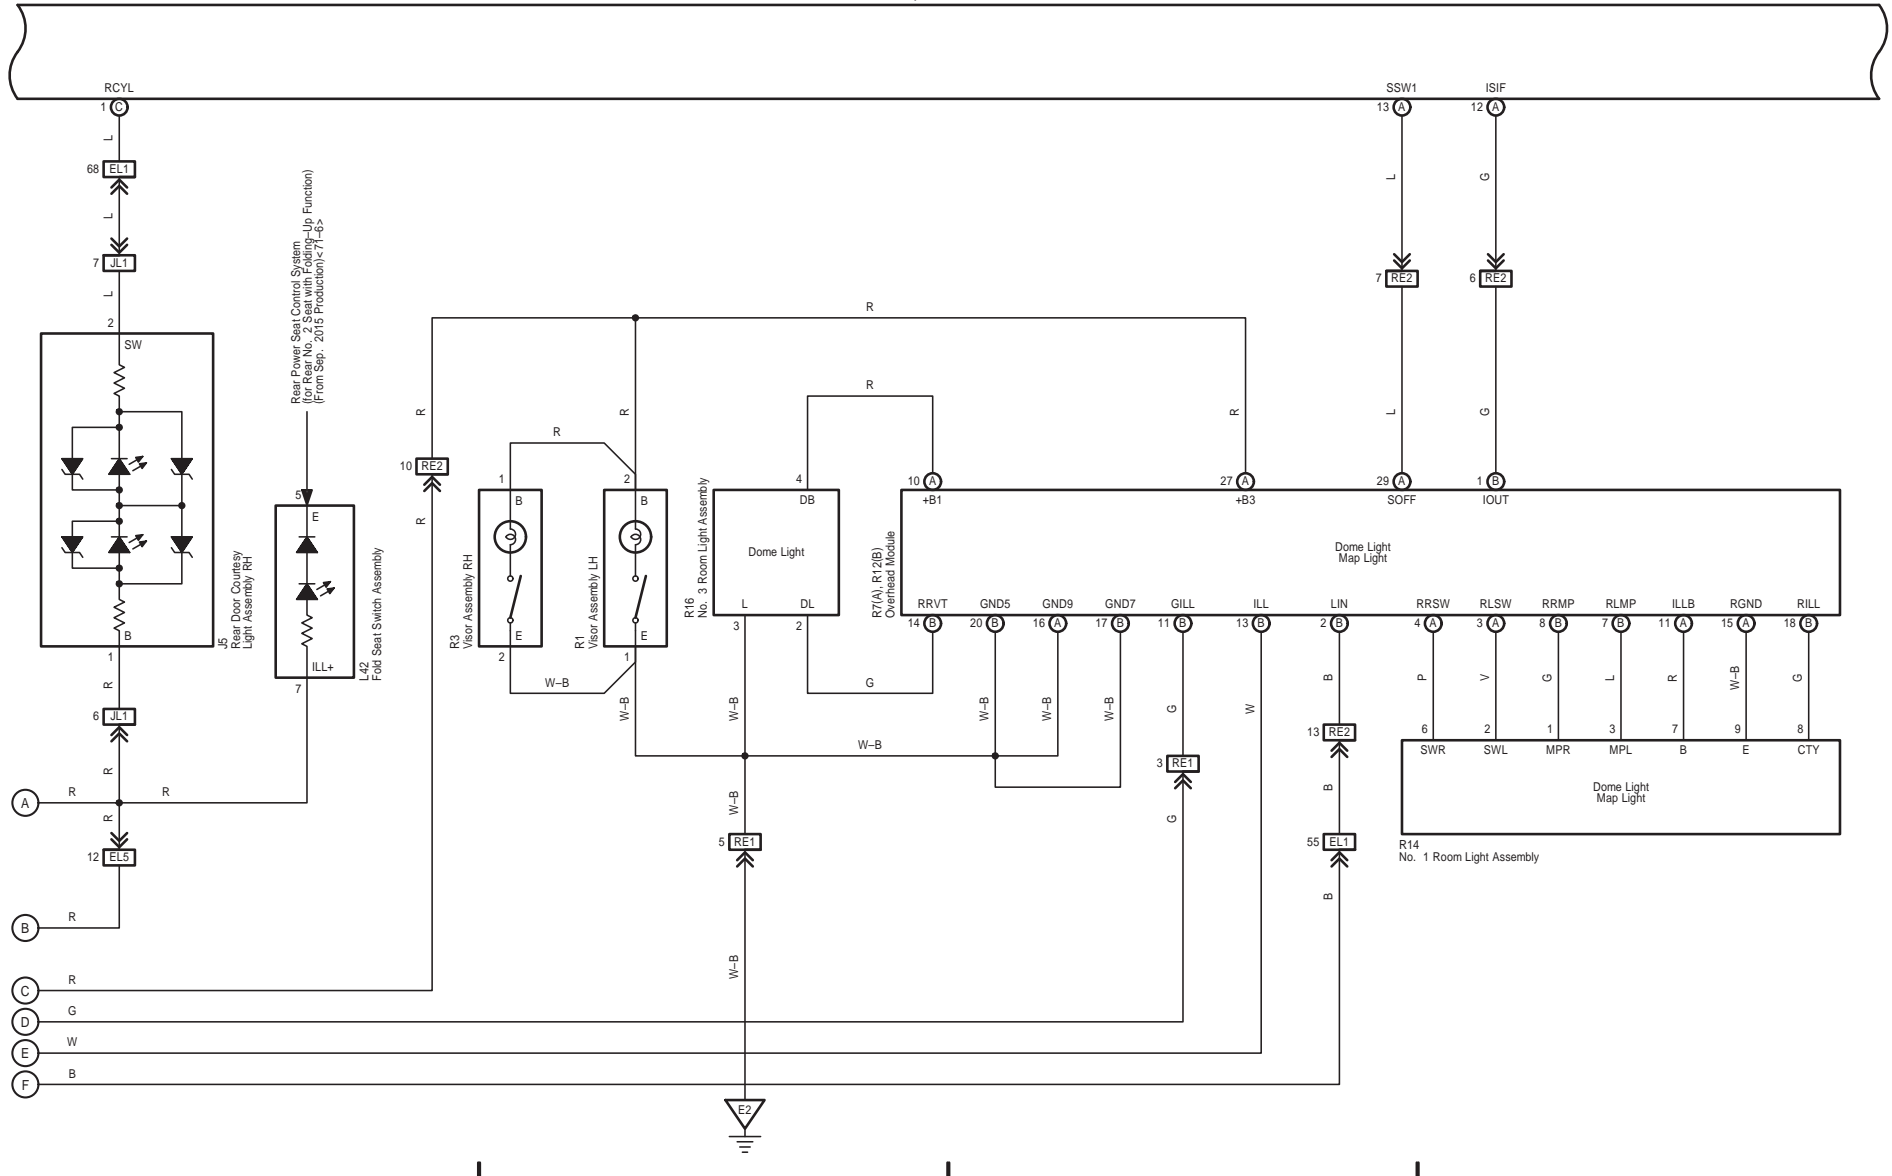 RCYL
SSW1
ISIF
1 C
13 A
12 A
L
68 EL1
L
L
G
L
7 JL1
7 RE2
6 RE2
L
Rear Power Seat Control System
(for Rear No. 2 Seat with Folding–Up Function)
(From Sep. 2015 Production)<71–6>
R
2
SW
R
R
R
R
L
G
R
10 RE2
R
1
2
4
10 A
27 A
29 A
1 B
B
B
DB
+B1
+B3
SOFF
IOUT
5
E
Dome Light
Dome Light
Map Light
J5
Rear Door Courtesy
Light Assembly RH
L42
Fold Seat Switch Assembly
R3
Visor Assembly RH
R1
Visor Assembly LH
R16
No. 3 Room Light Assembly
R7(A), R12(B)
Overhead Module
E
E
L
DL
RRVT
GND5
GND9
GND7
GILL
ILL
LIN
RRSW
RLSW
RRMP
RLMP
ILLB
RGND
RILL
3
2
14 B
20 B
16 A
17 B
11 B
13 B
2 B
4 A
3 A
8 B
7 B
11 A
15 A
18 B
B
1
ILL+
7
2
1
R
W–B
W–B
W–B
G
W–B
W–B
W–B
G
W
B
P
V
G
L
R
W–B
G
6 JL1
13 RE2
6
2
1
3
7
9
8
SWR
SWL
MPR
MPL
B
E
CTY
W–B
3 RE1
R
B
Dome Light
Map Light
A
R
R
R
W–B
G
5 RE1
55 EL1
R14
No. 1 Room Light Assembly
12 EL5
B
B
R
W–B
C
R
D
G
E
W
F
B
E2